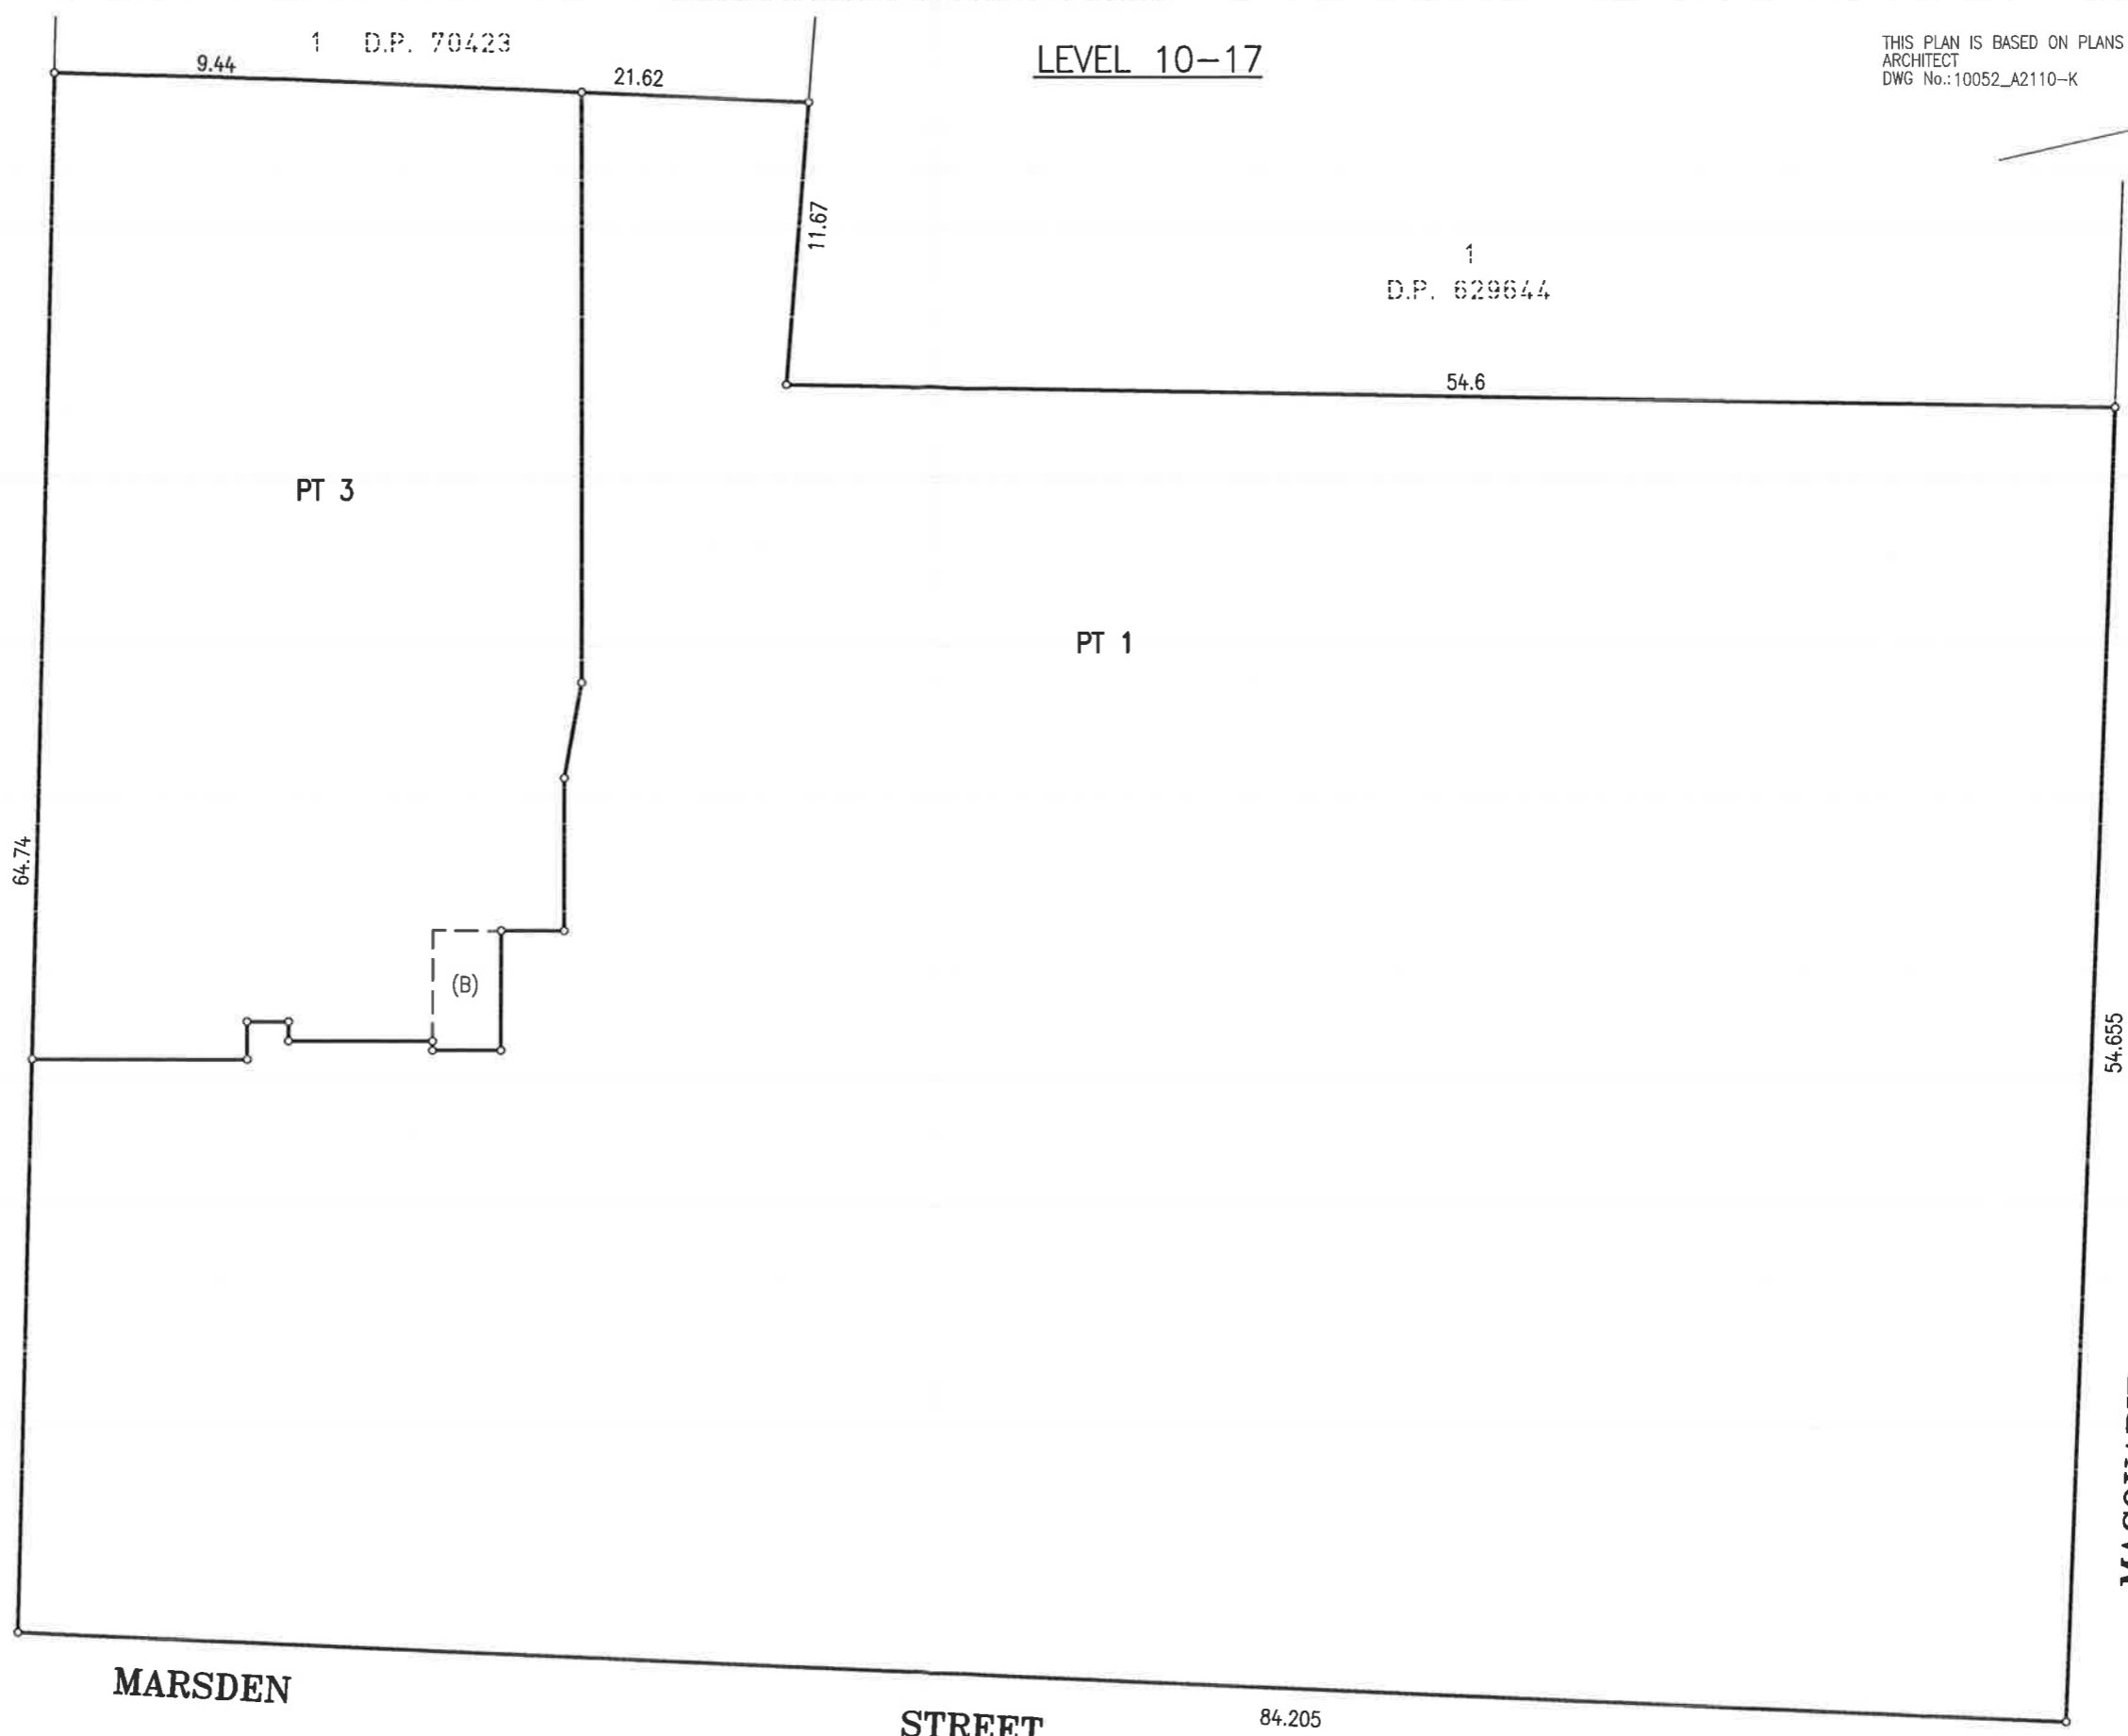 1 D.P. 70423
LEVEL 10-17
THIS PLAN IS BASED ON PLANS
ARCHITECT
DWG No.:10052_A2110-K
9.44
21.62
11.67
1
D.P. 629644
54.6
PT 3
PT 1
64.74
(B)
54.655
MARSDEN
STREET
84.205